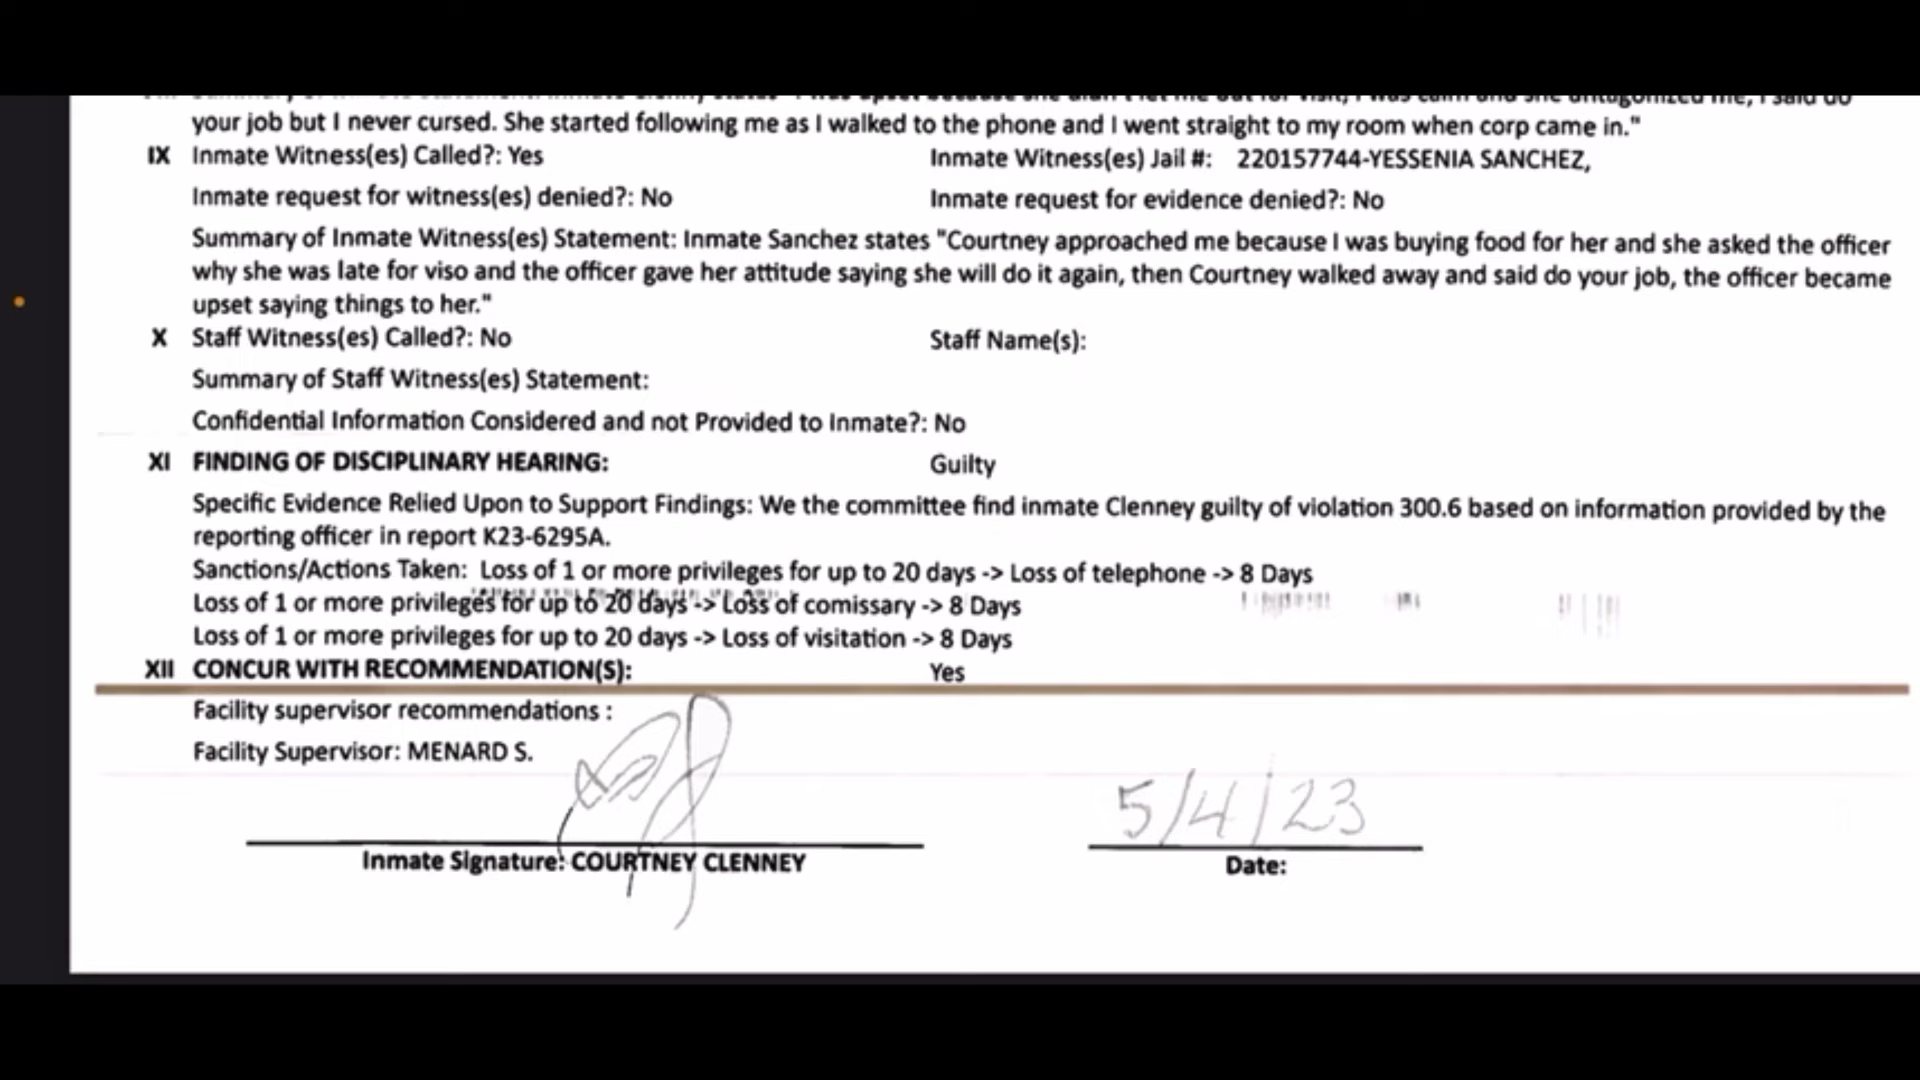 your job but I never cursed. She started following me as I walked to the phone and I went straight to my room when corp came in."
IX Inmate Witness(es) Called?: Yes Inmate Witness(es) Jail #: 220157744-YESSENIA SANCHEZ,
Inmate request for witness(es) denied?: No Inmate request for evidence denied?: No
Summary of Inmate Witness(es) Statement: Inmate Sanchez states "Courtney approached me because I was buying food for her and she asked the officer
why she was late for viso and the officer gave her attitude saying she will do it again, then Courtney walked away and said do your job, the officer became
upset saying things to her."
X Staff Witness(es) Called?: No Staff Name(s):
Summary of Staff Witness(es) Statement:
Confidential Information Considered and not Provided to Inmate?: No
XI FINDING OF DISCIPLINARY HEARING: Guilty
Specific Evidence Relied Upon to Support Findings: We the committee find inmate Clenney guilty of violation 300.6 based on information provided by the
reporting officer in report K23-6295A.
Sanctions/Actions Taken: Loss of 1 or more privileges for up to 20 days -> Loss of telephone -> 8 Days
Loss of 1 or more privileges for up to 20 days -> Loss of comissary -> 8 Days
Loss of 1 or more privileges for up to 20 days -> Loss of visitation -> 8 Days
XII CONCUR WITH RECOMMENDATION(S): Yes
Facility supervisor recommendations :
Facility Supervisor: MENARD S.
5/4/23
Inmate Signature: COURTNEY CLENNEY Date: